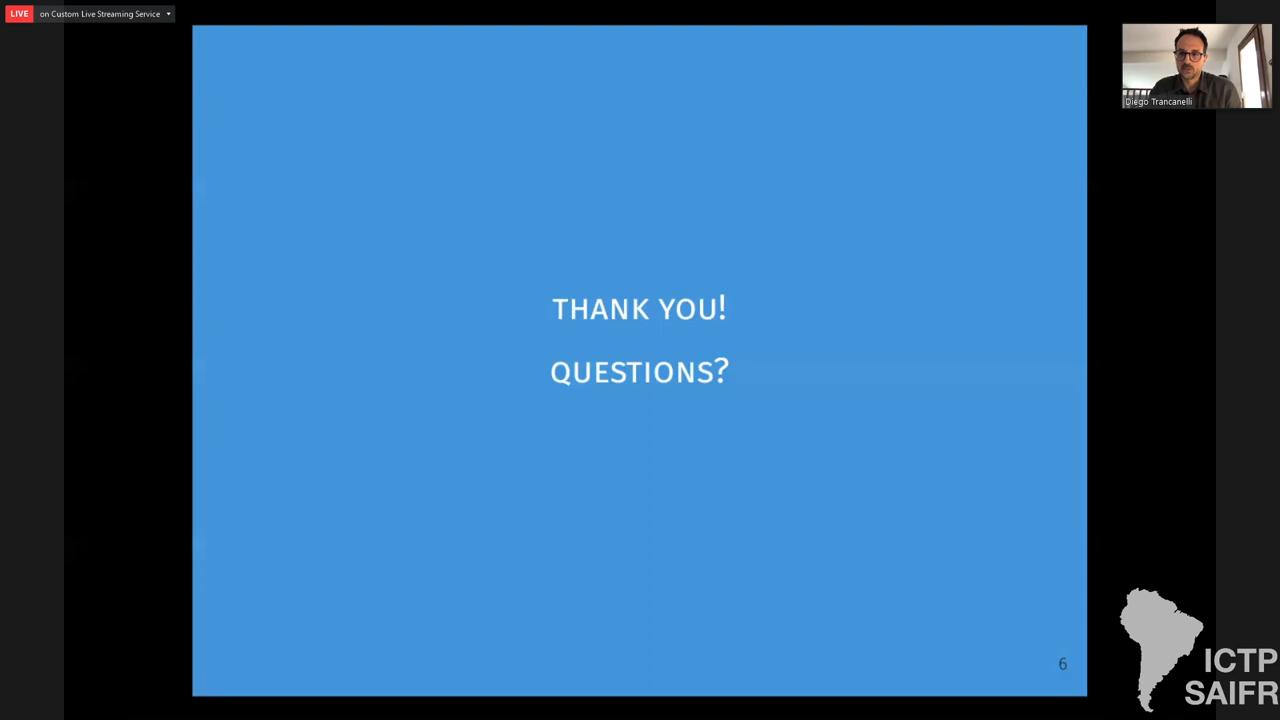 LIVE on Custom Live Streaming Service
Diego Trancanelli
THANK YOU!
QUESTIONS?
6
ICTP
SAIFR